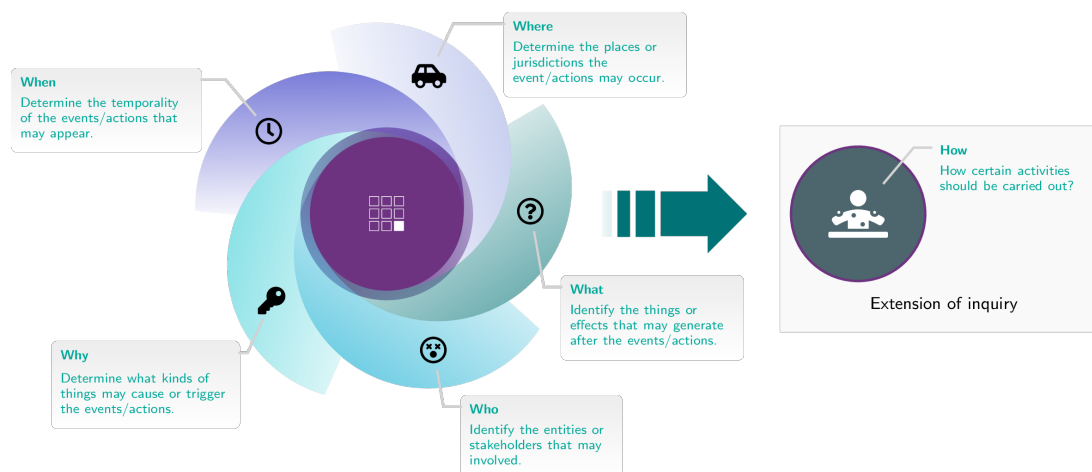 Where
Determine the places or
jurisdictions the
event/actions may occur.
When
Determine the temporality
of the events/actions that
may appear.
How
How certain activities
should be carried out?
What
Identify the things or
effects that may generate
after the events/actions.
Extension of inquiry
Why
Determine what kinds of
things may cause or trigger
the events/actions.
Who
Identify the entities or
stakeholders that may
involved.